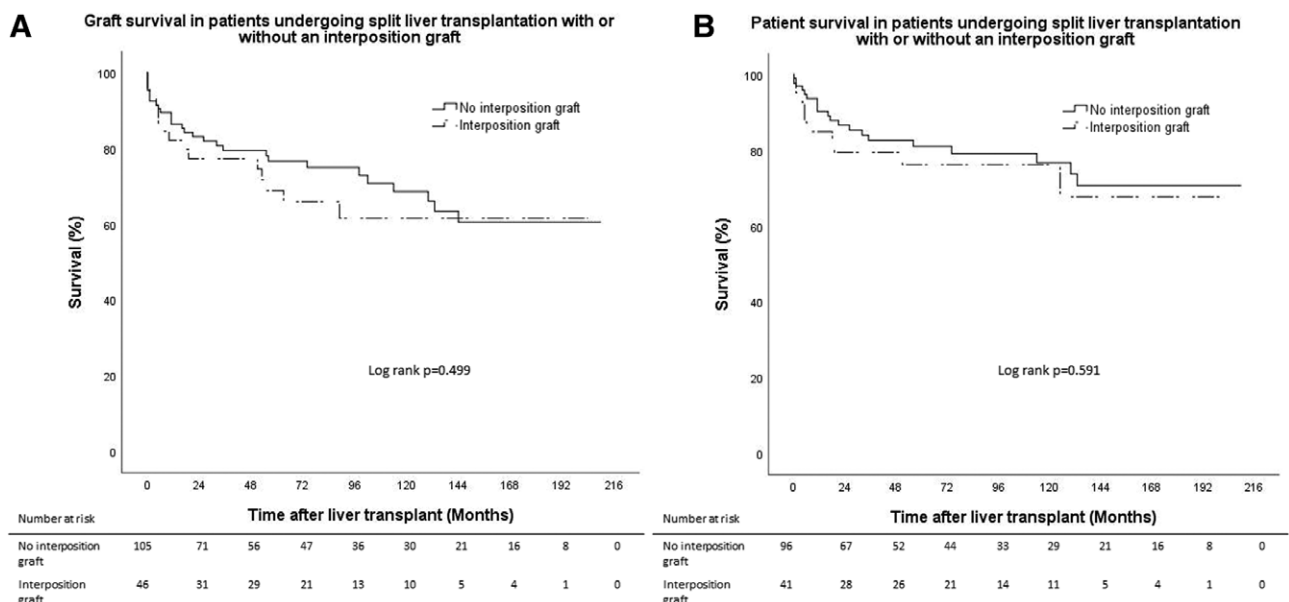 A
Graft survival in patients undergoing split liver transplantation with or
without an interposition graft
No interposition graft
Interposition graft
Survival (%)
100
80
60
40
20
0
Log rank p=0.499
0 24 48 72 96 120 144 168 192 216
Number at risk
Time after liver transplant (Months)
No interposition
graft
105 71 56 47 36 30 21 16 8 0
Interposition
graft
46 31 29 21 13 10 5 4 1 0
B
Patient survival in patients undergoing split liver transplantation
with or without an interposition graft
No interposition graft
Interposition graft
Survival (%)
100
80
60
40
20
0
Log rank p=0.591
0 24 48 72 96 120 144 168 192 216
Number at risk
Time after liver transplant (Months)
No interposition
graft
96 67 52 44 33 29 21 16 8 0
Interposition
graft
41 28 26 21 14 11 5 4 1 0